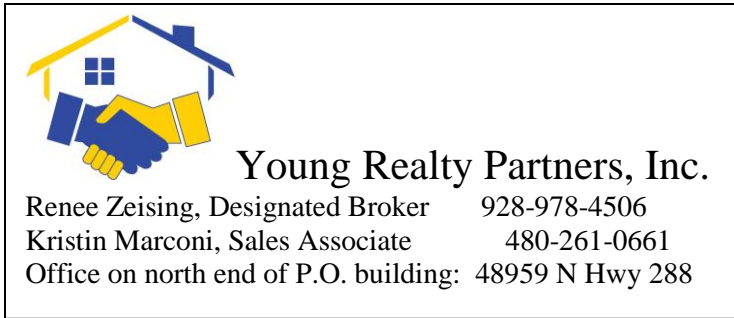 Young Realty Partners, Inc.
Renee Zeising, Designated Broker 928-978-4506
Kristin Marconi, Sales Associate 480-261-0661
Office on north end of P.O. building: 48959 N Hwy 288